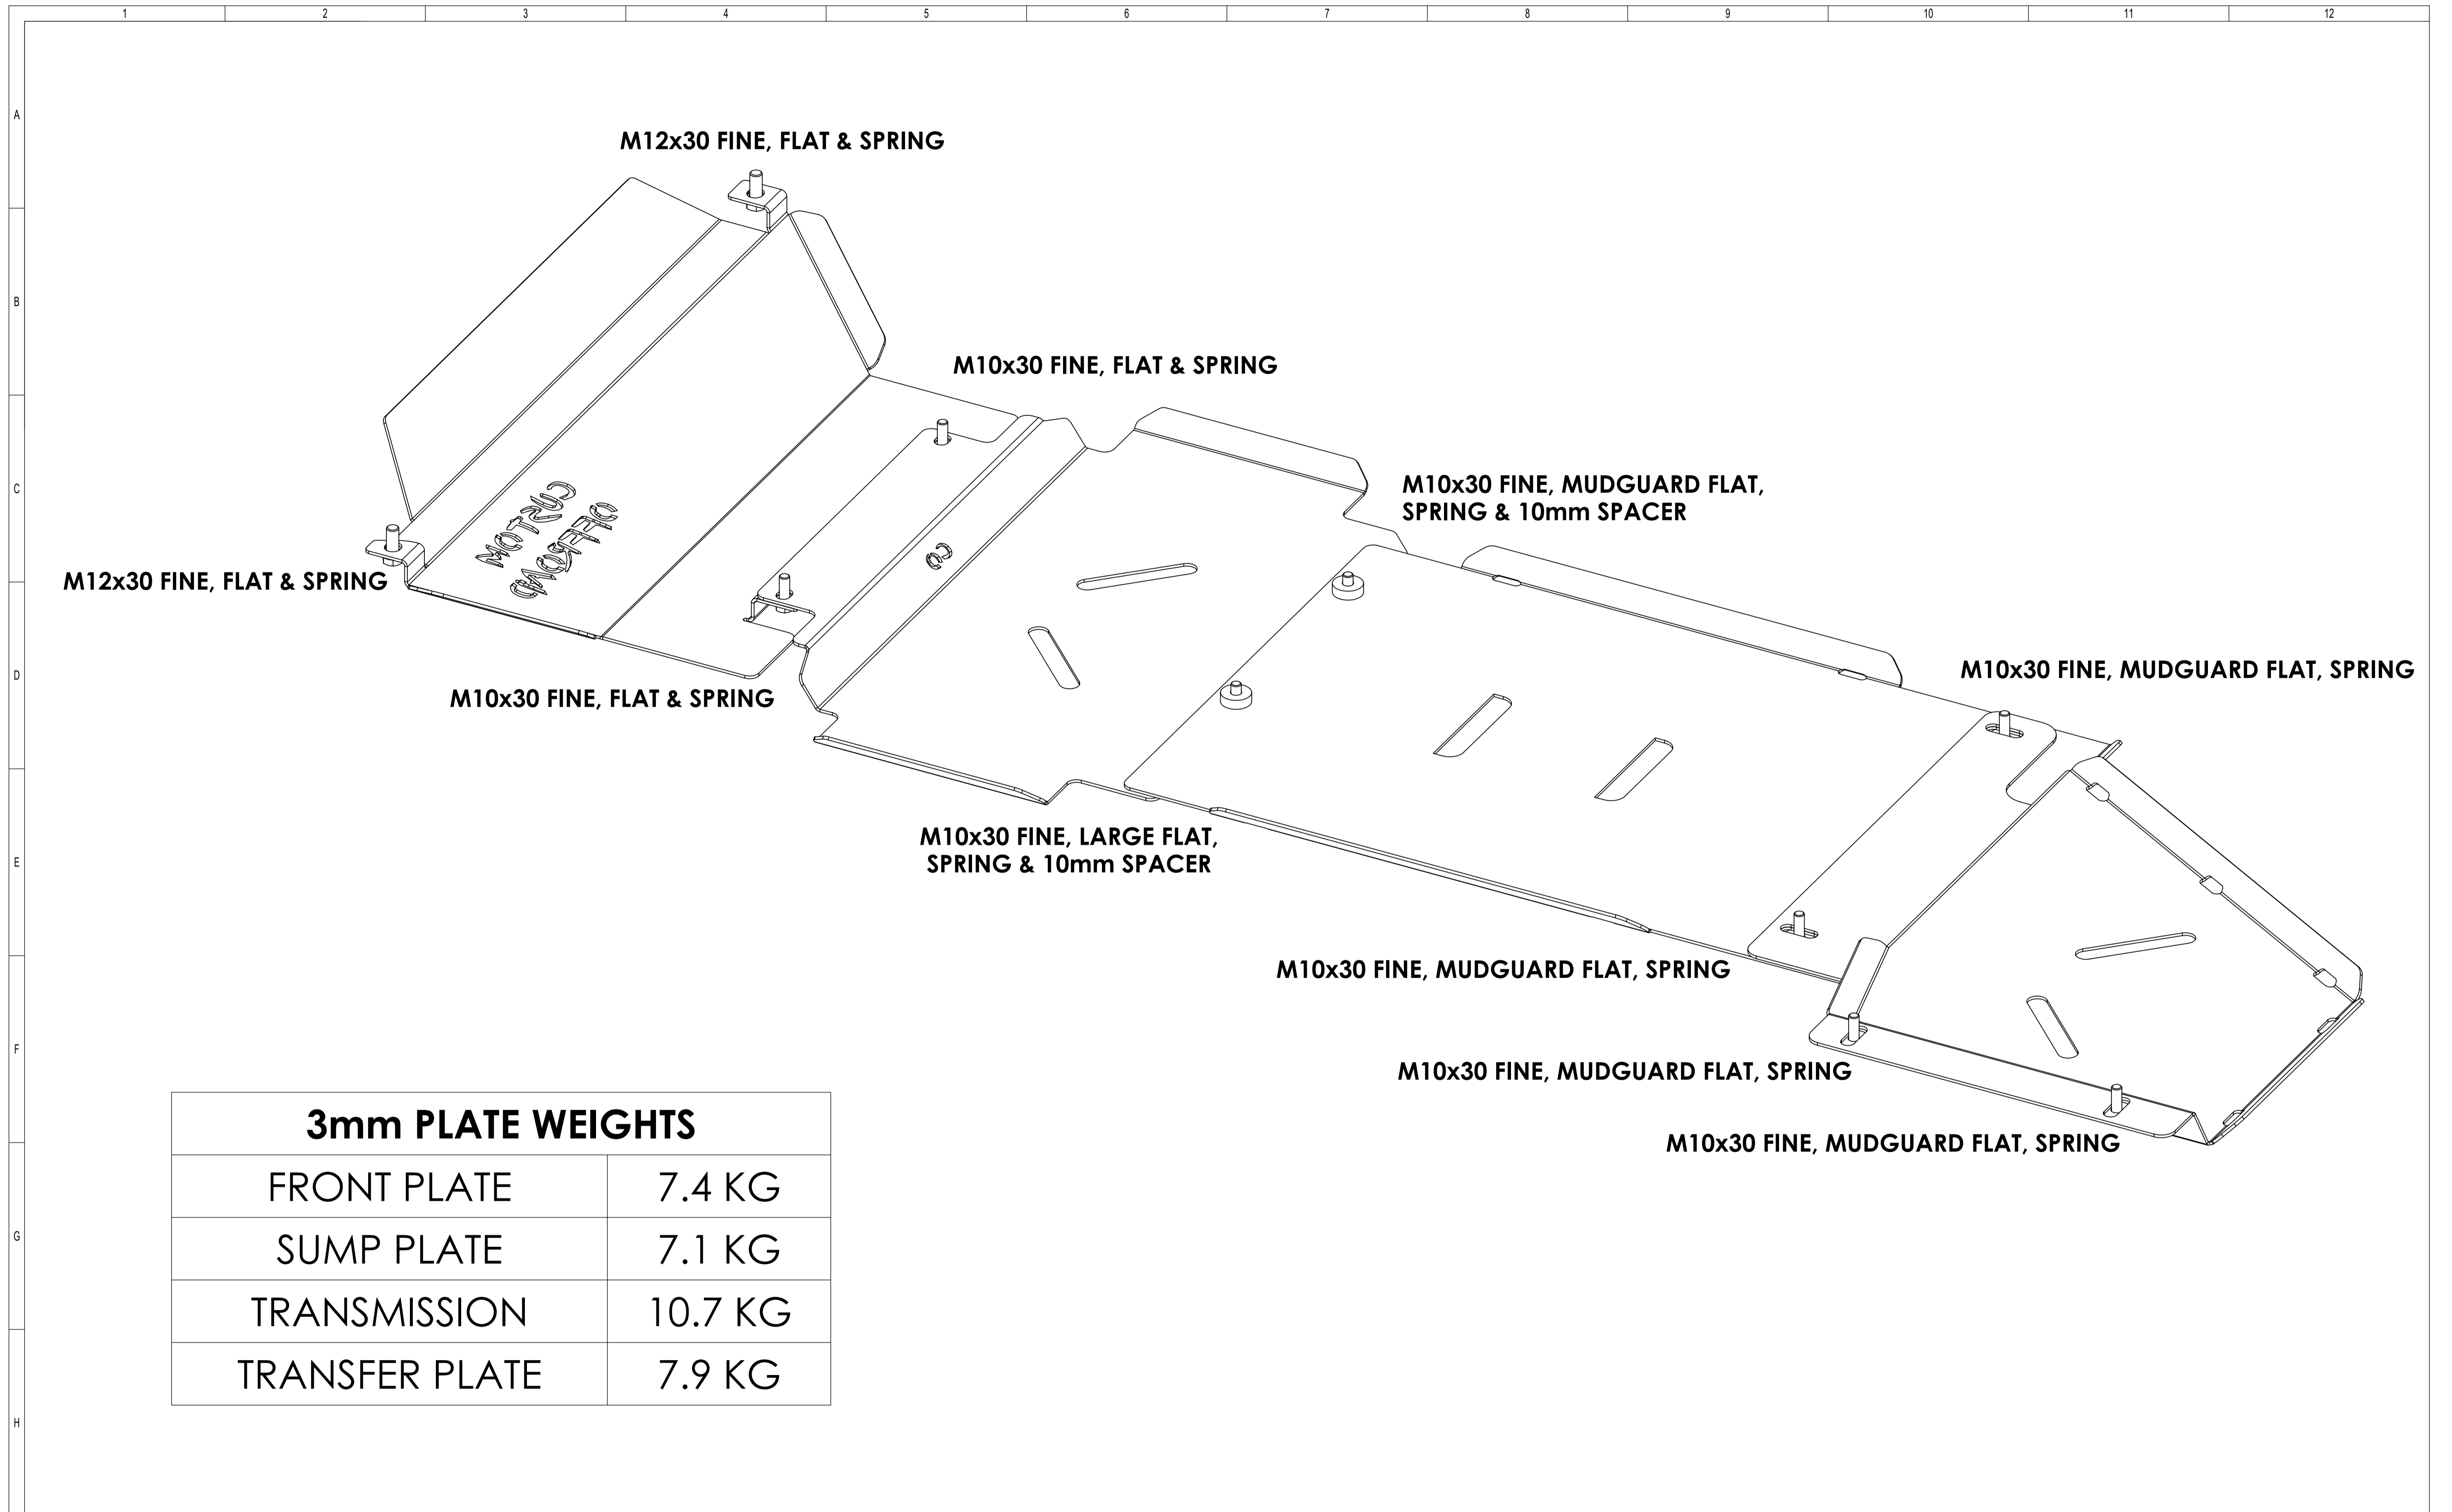 1 2 3 4 5 6 7 8 9 10 11 12
A
M12x30 FINE, FLAT & SPRING
B
M10x30 FINE, FLAT & SPRING
C
M10x30 FINE, MUDGUARD FLAT,
SPRING & 10mm SPACER
CUSTOM
OFFROAD
CO
M12x30 FINE, FLAT & SPRING
D
M10x30 FINE, MUDGUARD FLAT, SPRING
M10x30 FINE, FLAT & SPRING
E
M10x30 FINE, LARGE FLAT,
SPRING & 10mm SPACER
M10x30 FINE, MUDGUARD FLAT, SPRING
F
M10x30 FINE, MUDGUARD FLAT, SPRING
M10x30 FINE, MUDGUARD FLAT, SPRING
3mm PLATE WEIGHTS
FRONT PLATE 7.4 KG
G
SUMP PLATE 7.1 KG
TRANSMISSION 10.7 KG
TRANSFER PLATE 7.9 KG
H